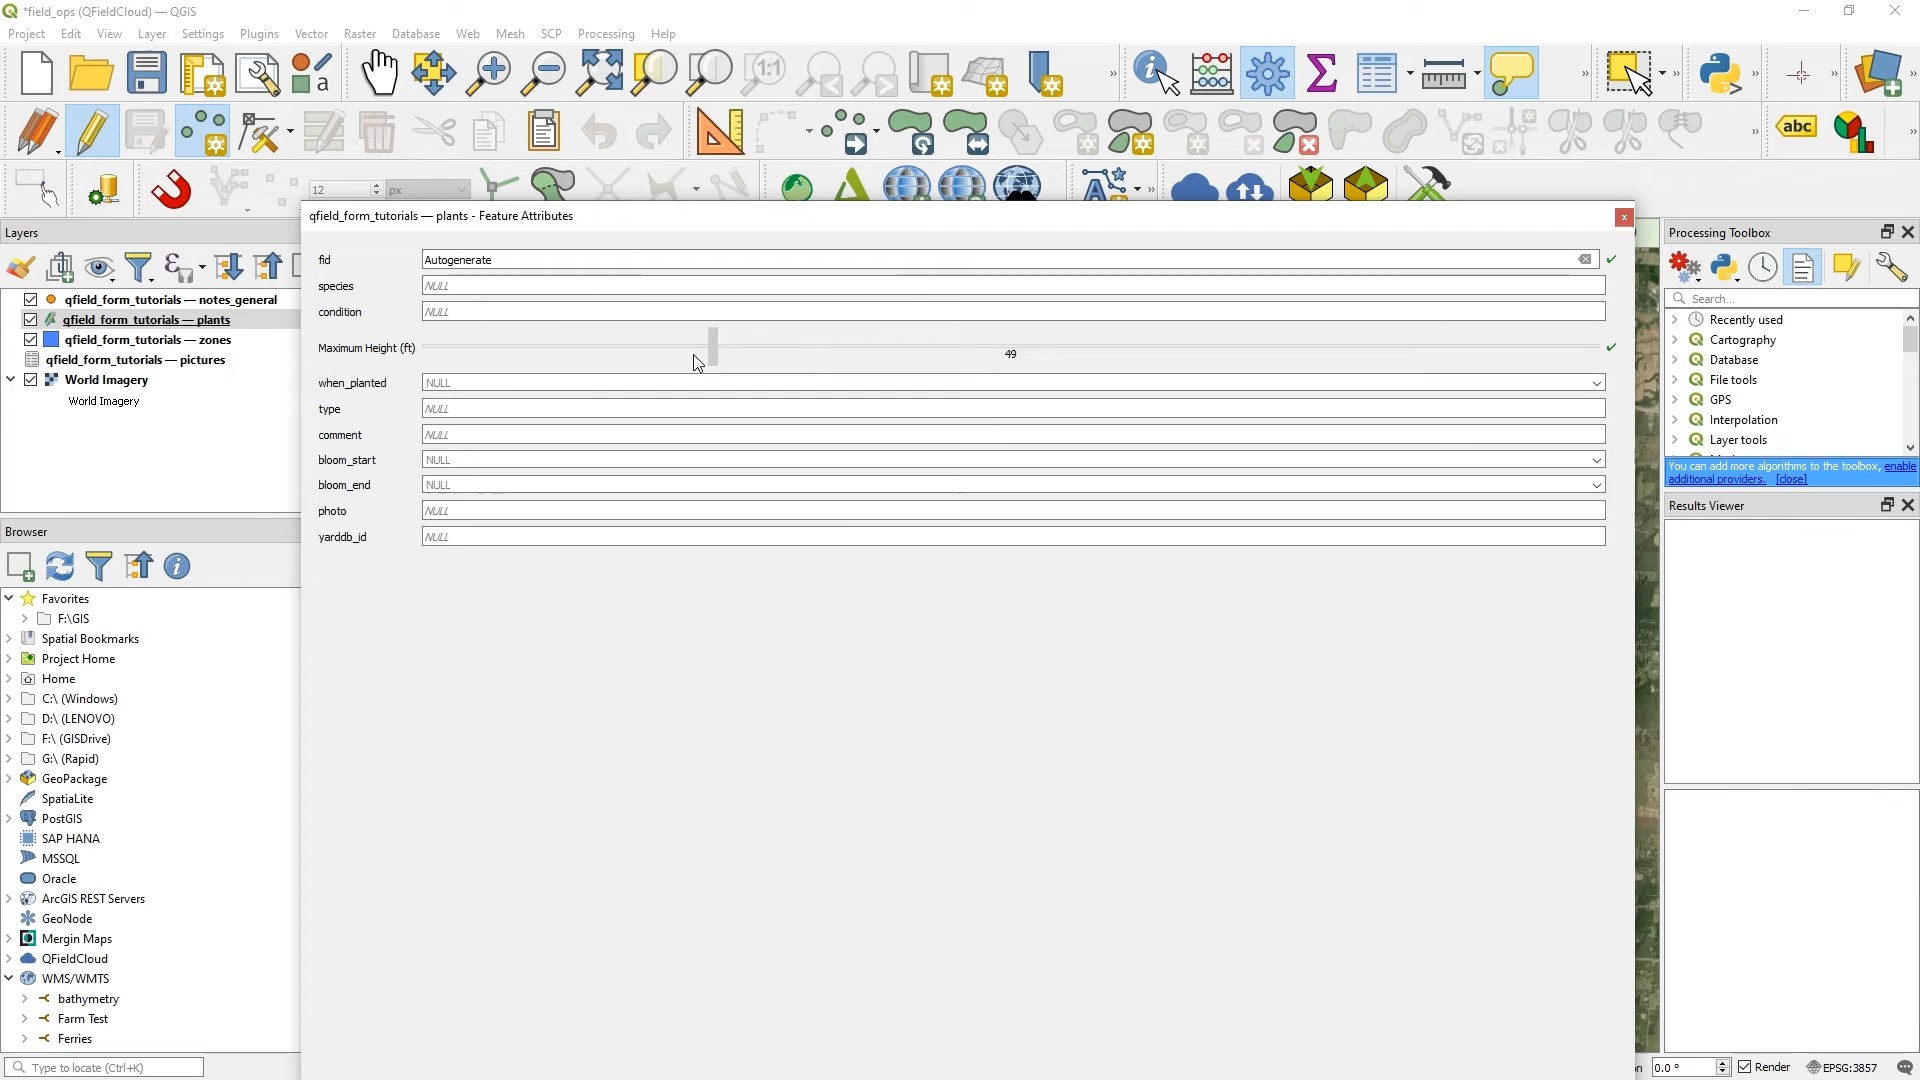 *field_ops (QFieldCloud) — QGIS
Project Edit View Layer Settings Plugins Vector Raster Database Web Mesh SCP Processing Help
12 px
Layers
qfield_form_tutorials — notes_general
qfield_form_tutorials — plants
qfield_form_tutorials — zones
qfield_form_tutorials — pictures
World Imagery
World Imagery
Browser
Favorites
F:\GIS
Spatial Bookmarks
Project Home
Home
C:\ (Windows)
D:\ (LENOVO)
F:\ (GISDrive)
G:\ (Rapid)
GeoPackage
SpatiaLite
PostGIS
SAP HANA
MSSQL
Oracle
ArcGIS REST Servers
GeoNode
Mergin Maps
QFieldCloud
WMS/WMTS
bathymetry
Farm Test
Ferries
Type to locate (Ctrl+K)
qfield_form_tutorials — plants - Feature Attributes
fid Autogenerate
species NULL
condition NULL
Maximum Height (ft) 49
when_planted NULL
type NULL
comment NULL
bloom_start NULL
bloom_end NULL
photo NULL
yarddb_id NULL
abc
Processing Toolbox
Search...
Recently used
Cartography
Database
File tools
GPS
Interpolation
Layer tools
You can add more algorithms to the toolbox, enable
additional providers. [close]
Results Viewer
0.0 ° Render EPSG:3857